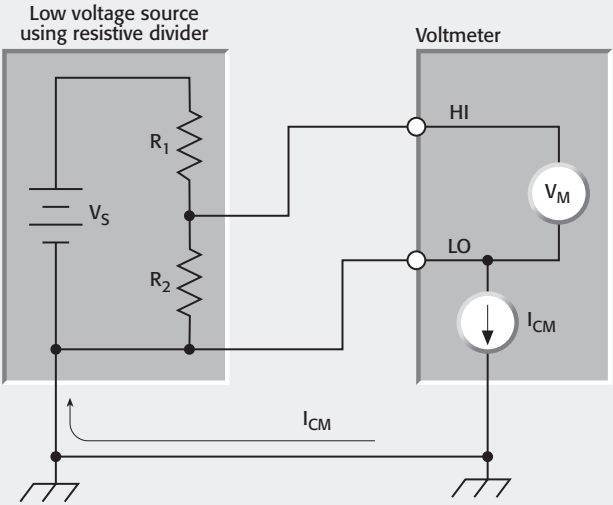 Low voltage source
using resistive divider
Voltmeter
HI
R1
VM
VS
LO
R2
ICM
ICM